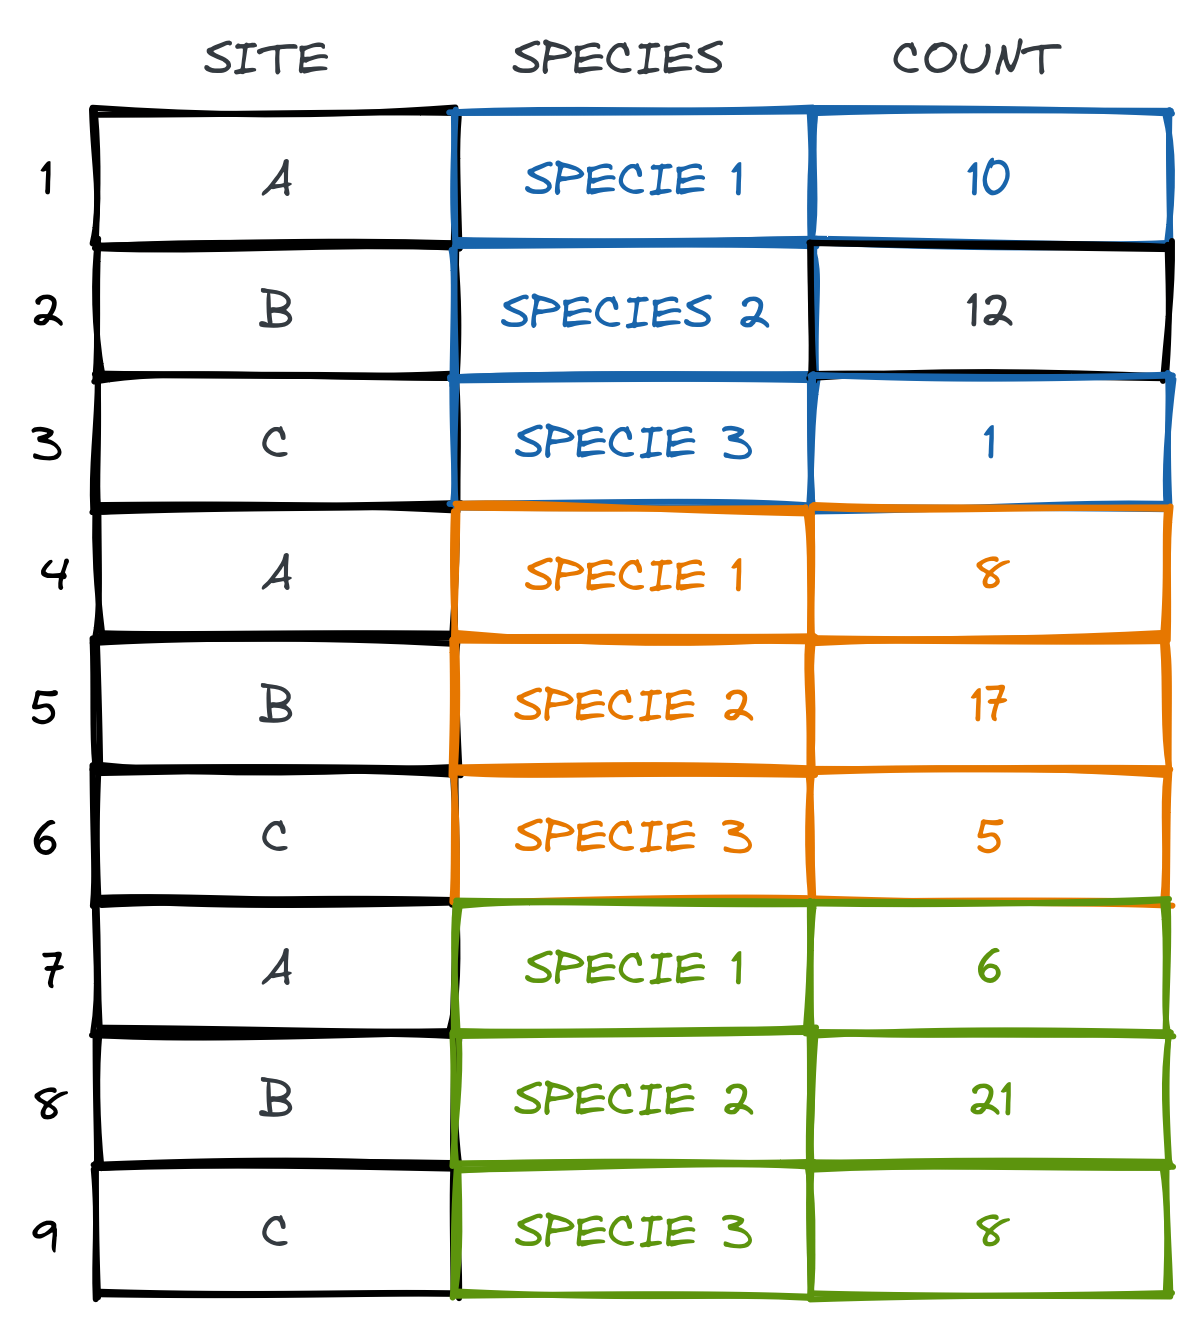 SITE SPECIES COUNT
1 A SPECIE 1 10
2 B SPECIES 2 12
3 C SPECIE 3 1
4 A SPECIE 1 8
5 B SPECIE 2 17
6 C SPECIE 3 5
7 A SPECIE 1 6
8 B SPECIE 2 21
9 C SPECIE 3 8